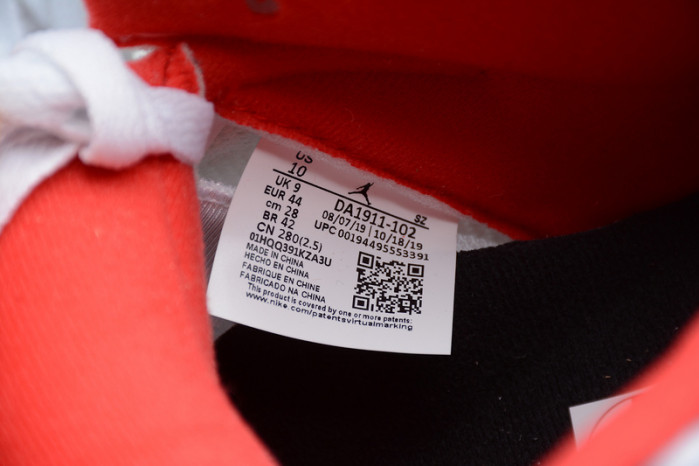 US
10
UK 9
EUR 44
cm 28
BR 42
CN 280(2.5)
01HQQ391KZA3U
MADE IN CHINA
HECHO EN CHINA
FABRIQUE EN CHINE
FABRICADO NA CHINA
This product is covered by one or more patents:
www.nike.com/patentsvirtualmarking
SZ
DA1911-102
08/07/19 10/18/19
UPC 00194495553391